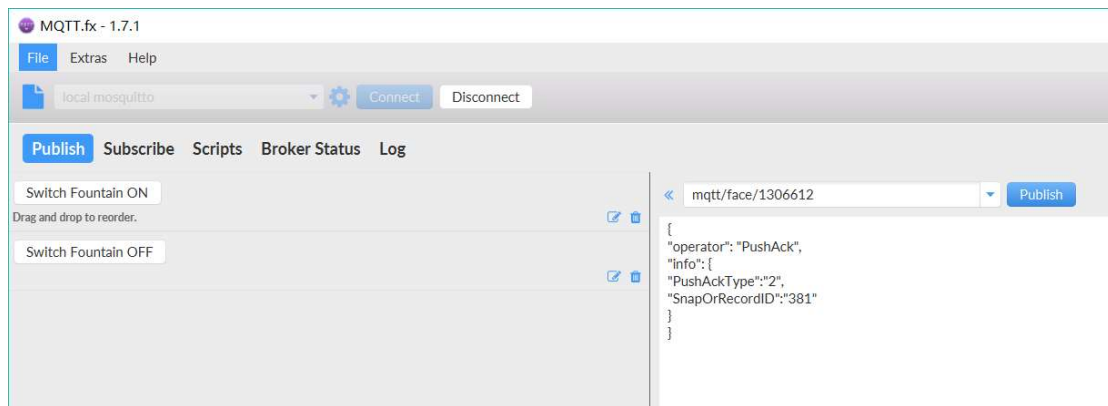 MQTT.fx - 1.7.1
File Extras Help
local mosquitto Connect Disconnect
Publish Subscribe Scripts Broker Status Log
Switch Fountain ON
Drag and drop to reorder.
Switch Fountain OFF
« mqtt/face/1306612 Publish
{
"operator": "PushAck",
"info": {
"PushAckType":"2",
"SnapOrRecordID":"381"
}
}